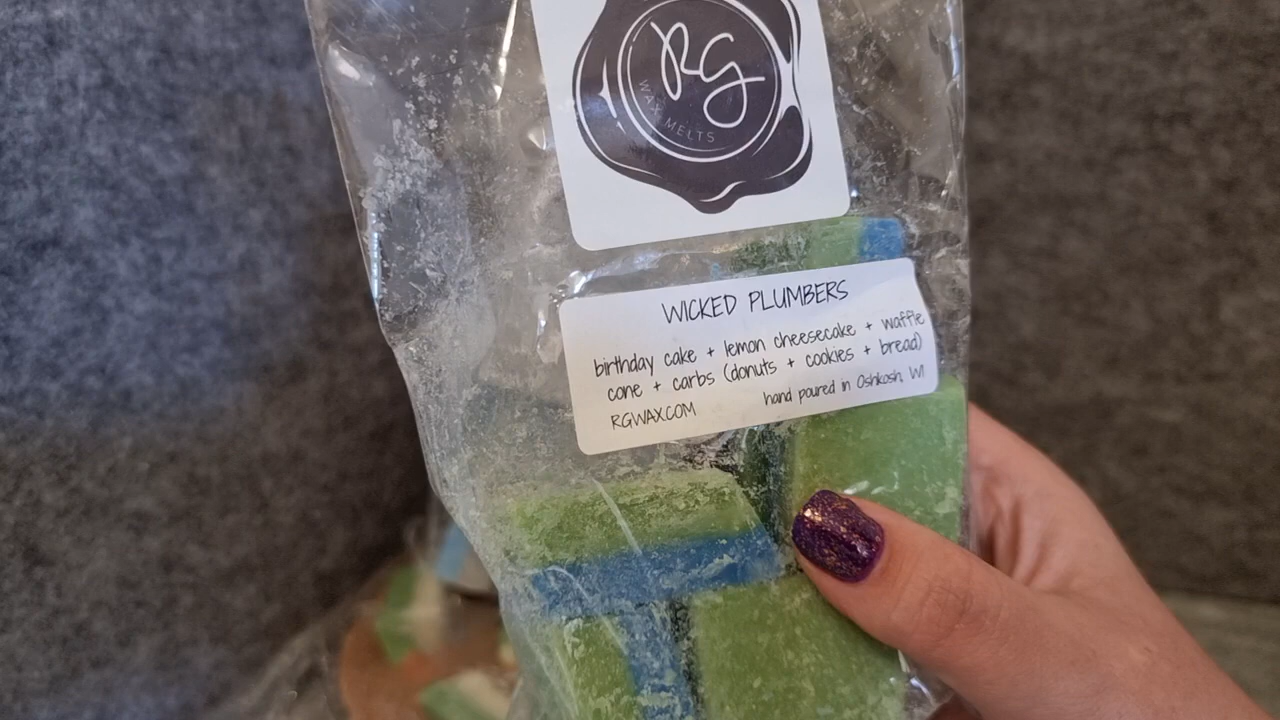 RG
WAX MELTS
WICKED PLUMBERS
birthday cake + lemon cheesecake + waffle
cone + carbs (donuts + cookies + bread)
RGWAX.COM
hand poured in Oshkosh, WI